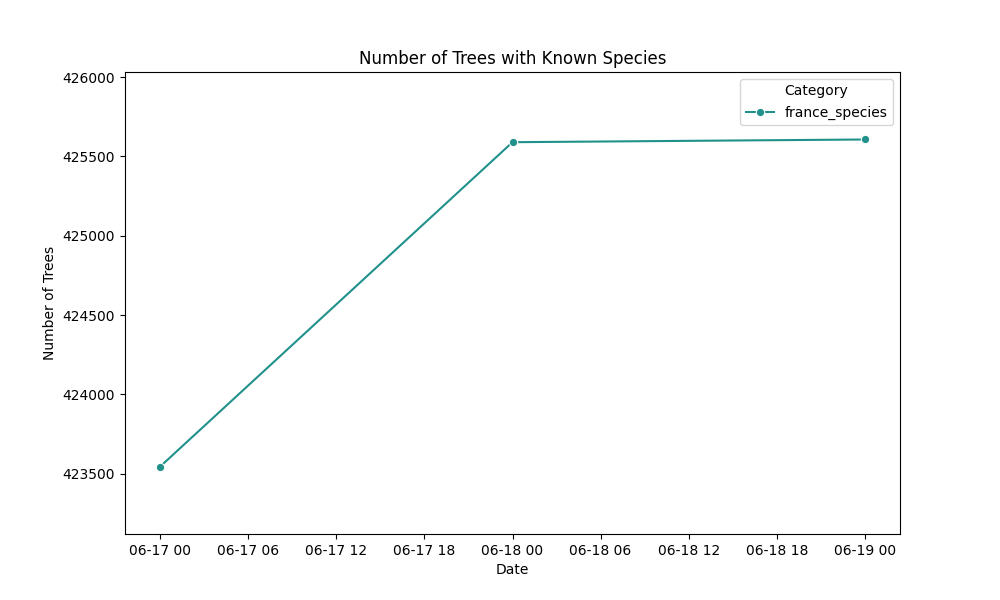 Number of Trees with Known Species
426000
425500
425000
424500
424000
423500
Number of Trees
Category
france_species
06-17 00 06-17 06 06-17 12 06-17 18 06-18 00 06-18 06 06-18 12 06-18 18 06-19 00
Date